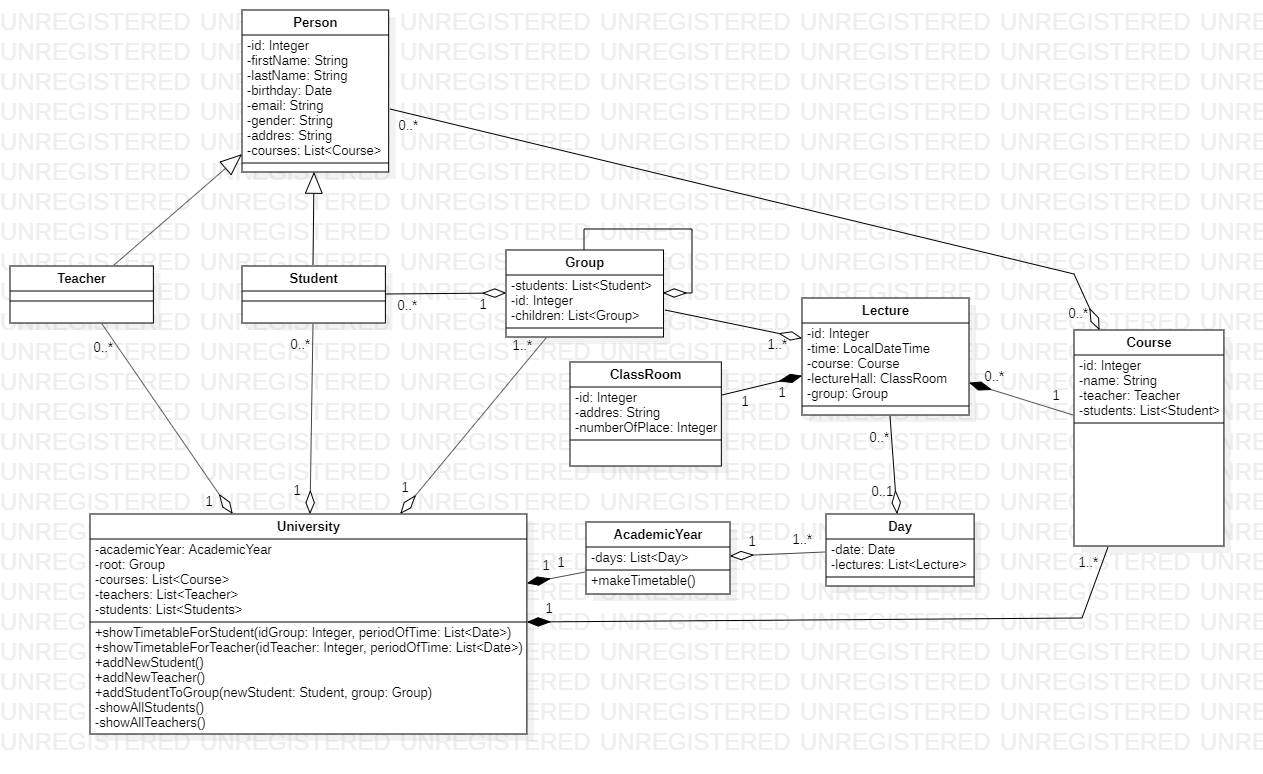 Person
-id: Integer
-firstName: String
-lastName: String
-birthday: Date
-email: String
-gender: String
-addres: String
-courses: List<Course>
0..*
Teacher
Student
0..*
1
Group
-students: List<Student>
-id: Integer
-children: List<Group>
1..*
Lecture
-id: Integer
-time: LocalDateTime
-course: Course
-lectureHall: ClassRoom
-group: Group
0..*
1
0..*
Course
-id: Integer
-name: String
-teacher: Teacher
-students: List<Student>
0..*
0..*
1..*
ClassRoom
-id: Integer
-addres: String
-numberOfPlace: Integer
1
1
0..*
0..1
1
1
1
University
-academicYear: AcademicYear
-root: Group
-courses: List<Course>
-teachers: List<Teacher>
-students: List<Students>
+showTimetableForStudent(idGroup: Integer, periodOfTime: List<Date>)
+showTimetableForTeacher(idTeacher: Integer, periodOfTime: List<Date>)
+addNewStudent()
+addNewTeacher()
+addStudentToGroup(newStudent: Student, group: Group)
-showAllStudents()
-showAllTeachers()
1
1
1
AcademicYear
-days: List<Day>
+makeTimetable()
1
1..*
Day
-date: Date
-lectures: List<Lecture>
1..*
UNREGISTERED